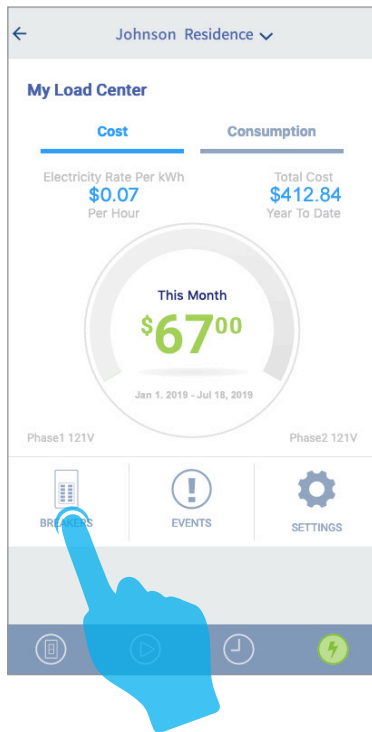 Johnson Residence
My Load Center
Cost Consumption
Electricity Rate Per kWh
$0.07
Per Hour
Total Cost
$412.84
Year To Date
This Month
$6700
Jan 1. 2019 - Jul 18, 2019
Phase1 121V
Phase2 121V
BREAKERS
EVENTS
SETTINGS